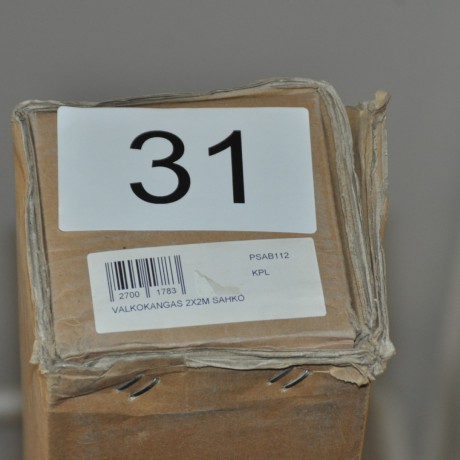 31
PSAB112
KPL
2700 1783
VALKOKANGAS 2X2M SAHKO